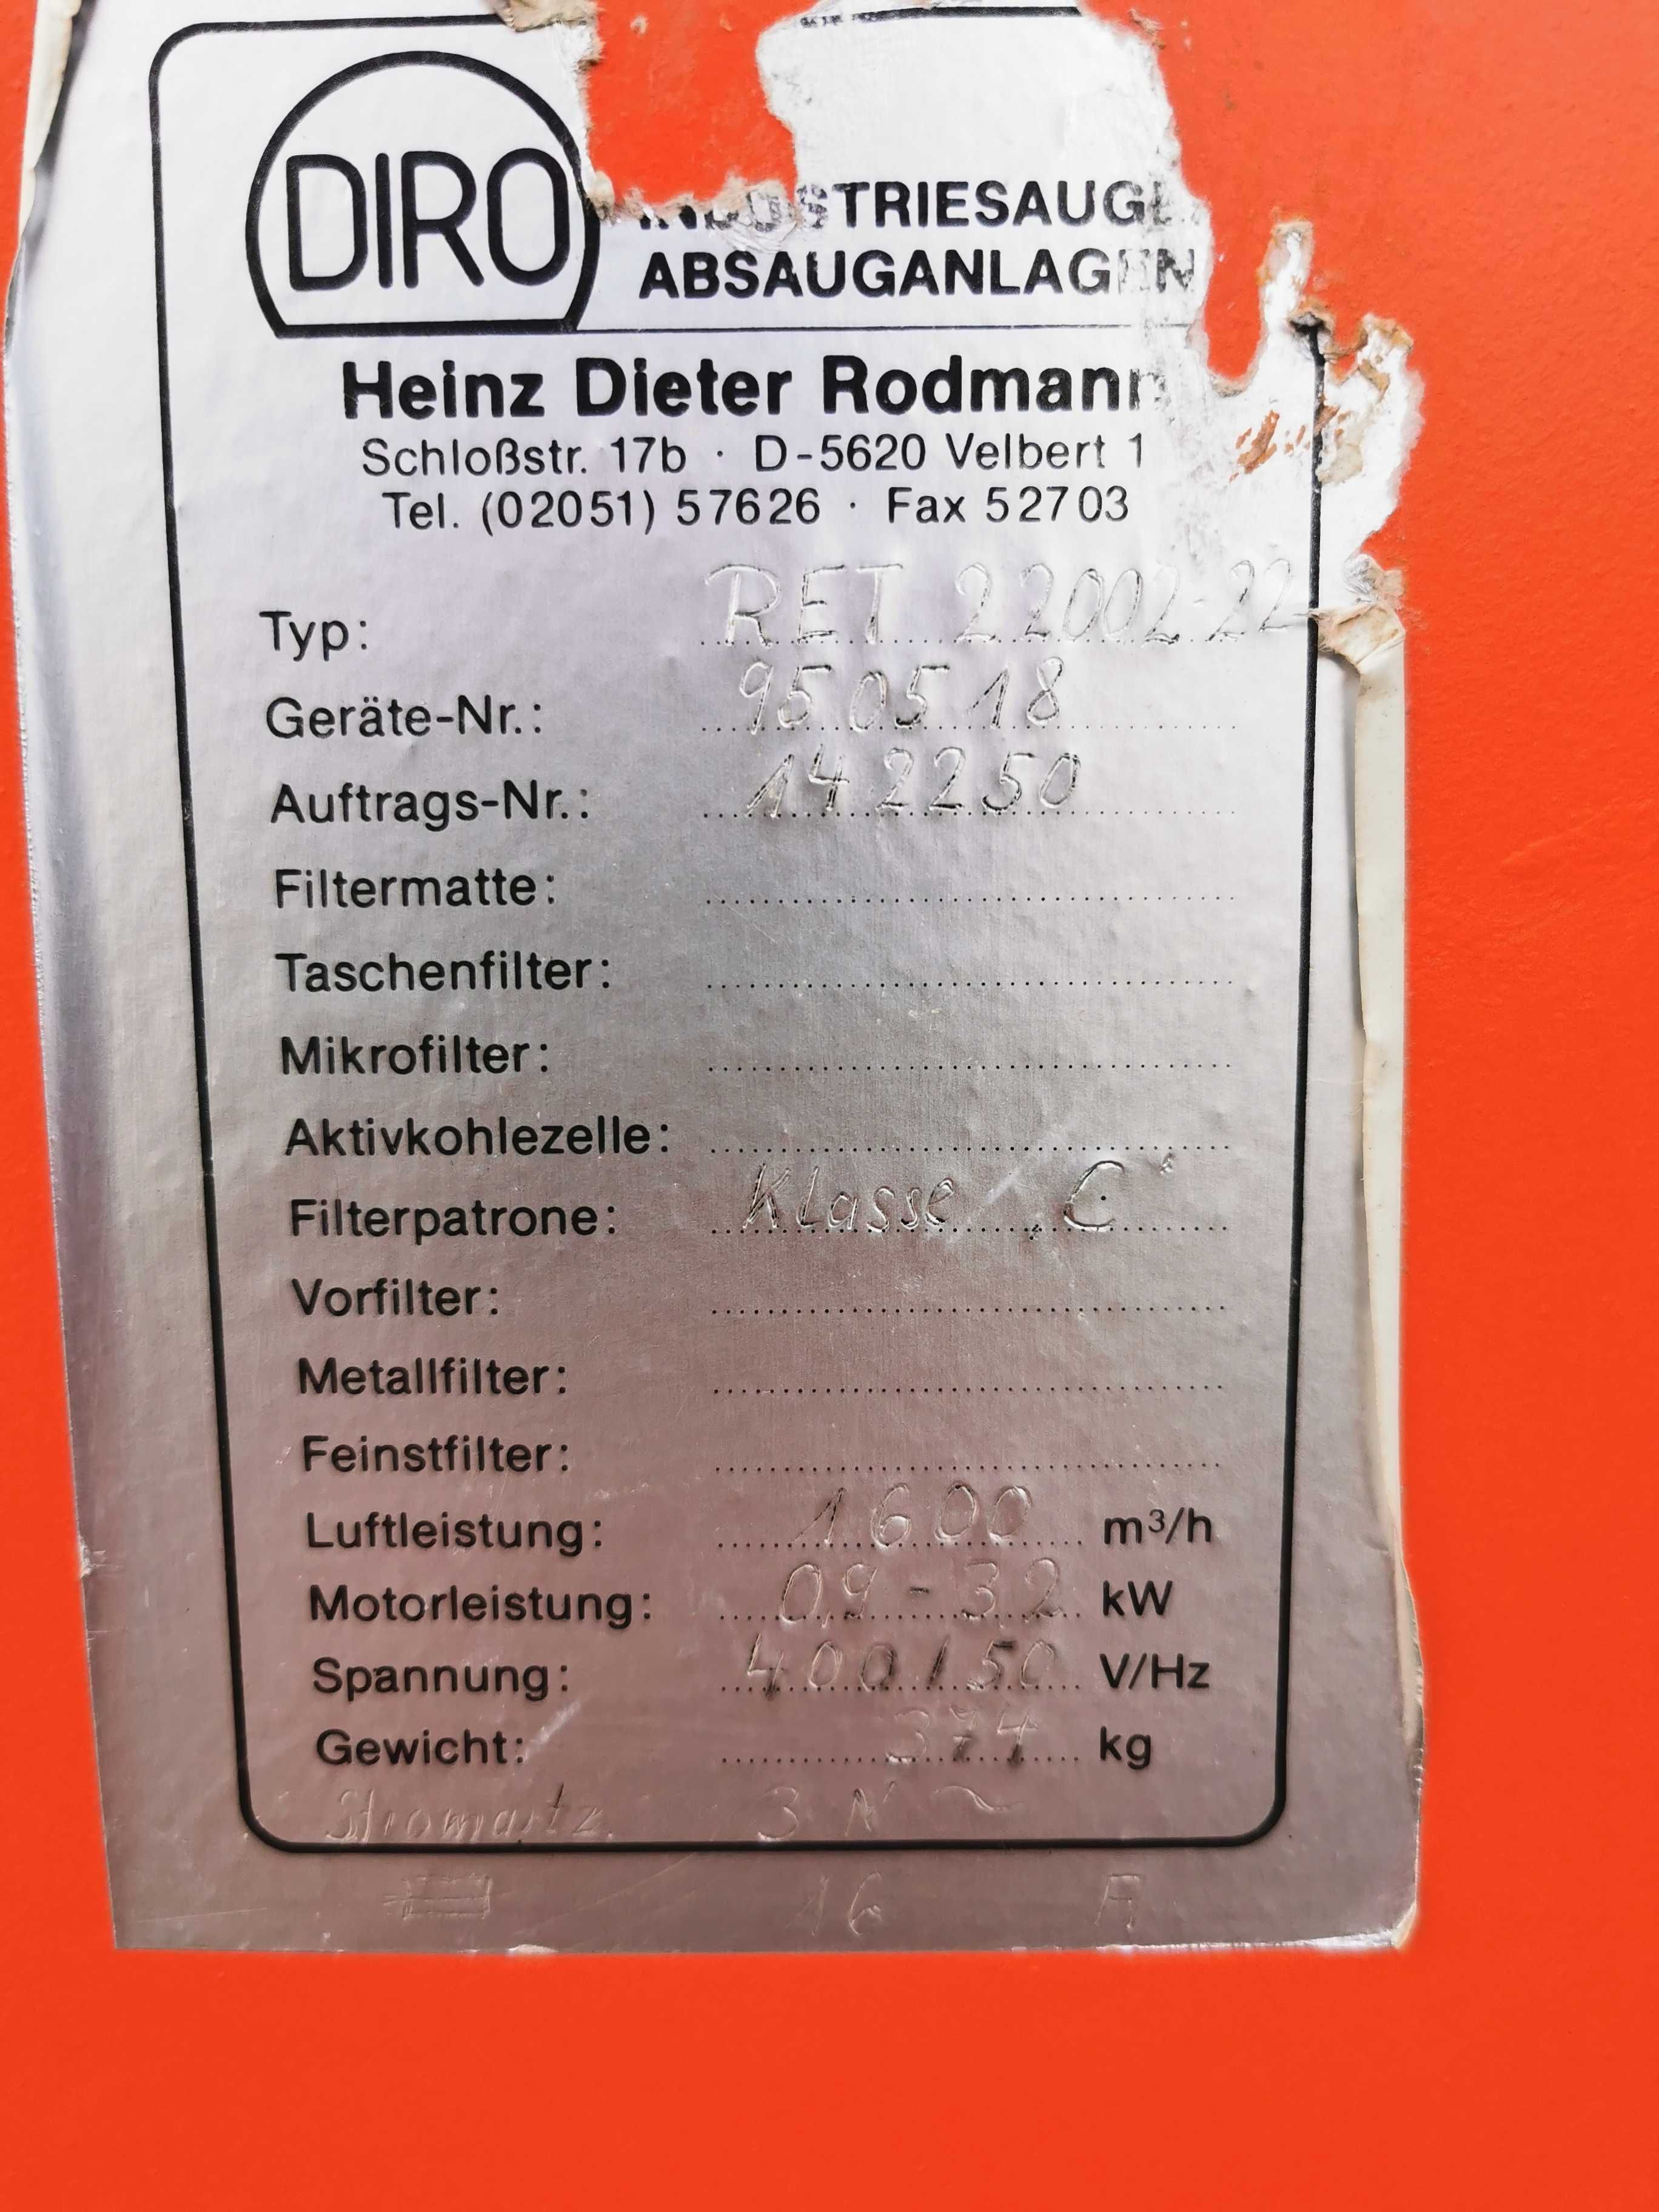 DIRO
INDUSTRIESAUGE
ABSAUGANLAGEN
Heinz Dieter Rodmann
Schloßstr. 17b · D-5620 Velbert 1
Tel. (02051) 57626 · Fax 52703
Typ: RET 22002-22
Geräte-Nr.: 950518
Auftrags-Nr.: 142250
Filtermatte:
Taschenfilter:
Mikrofilter:
Aktivkohlezelle:
Filterpatrone: Klasse „C“
Vorfilter:
Metallfilter:
Feinstfilter:
Luftleistung: 1600 m³/h
Motorleistung: 0,9 - 3,2 kW
Spannung: 400/50 V/Hz
Gewicht: 374 kg
3 N ~
16 A